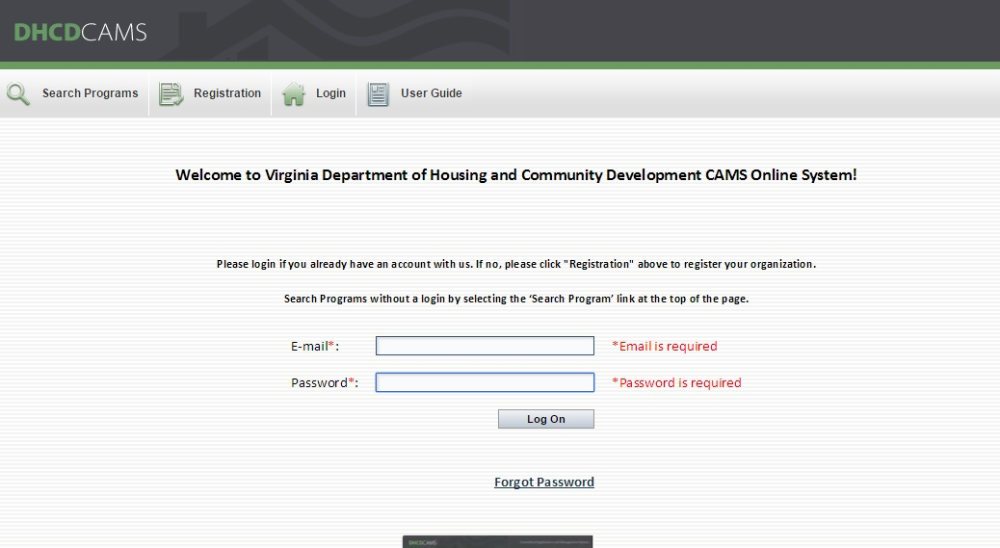 DHCDCAMS
Search Programs
Registration
Login
User Guide
Welcome to Virginia Department of Housing and Community Development CAMS Online System!
Please login if you already have an account with us. If no, please click "Registration" above to register your organization.
Search Programs without a login by selecting the ‘Search Program’ link at the top of the page.
E-mail*: *Email is required
Password*: *Password is required
Log On
Forgot Password
DHCDCAMS